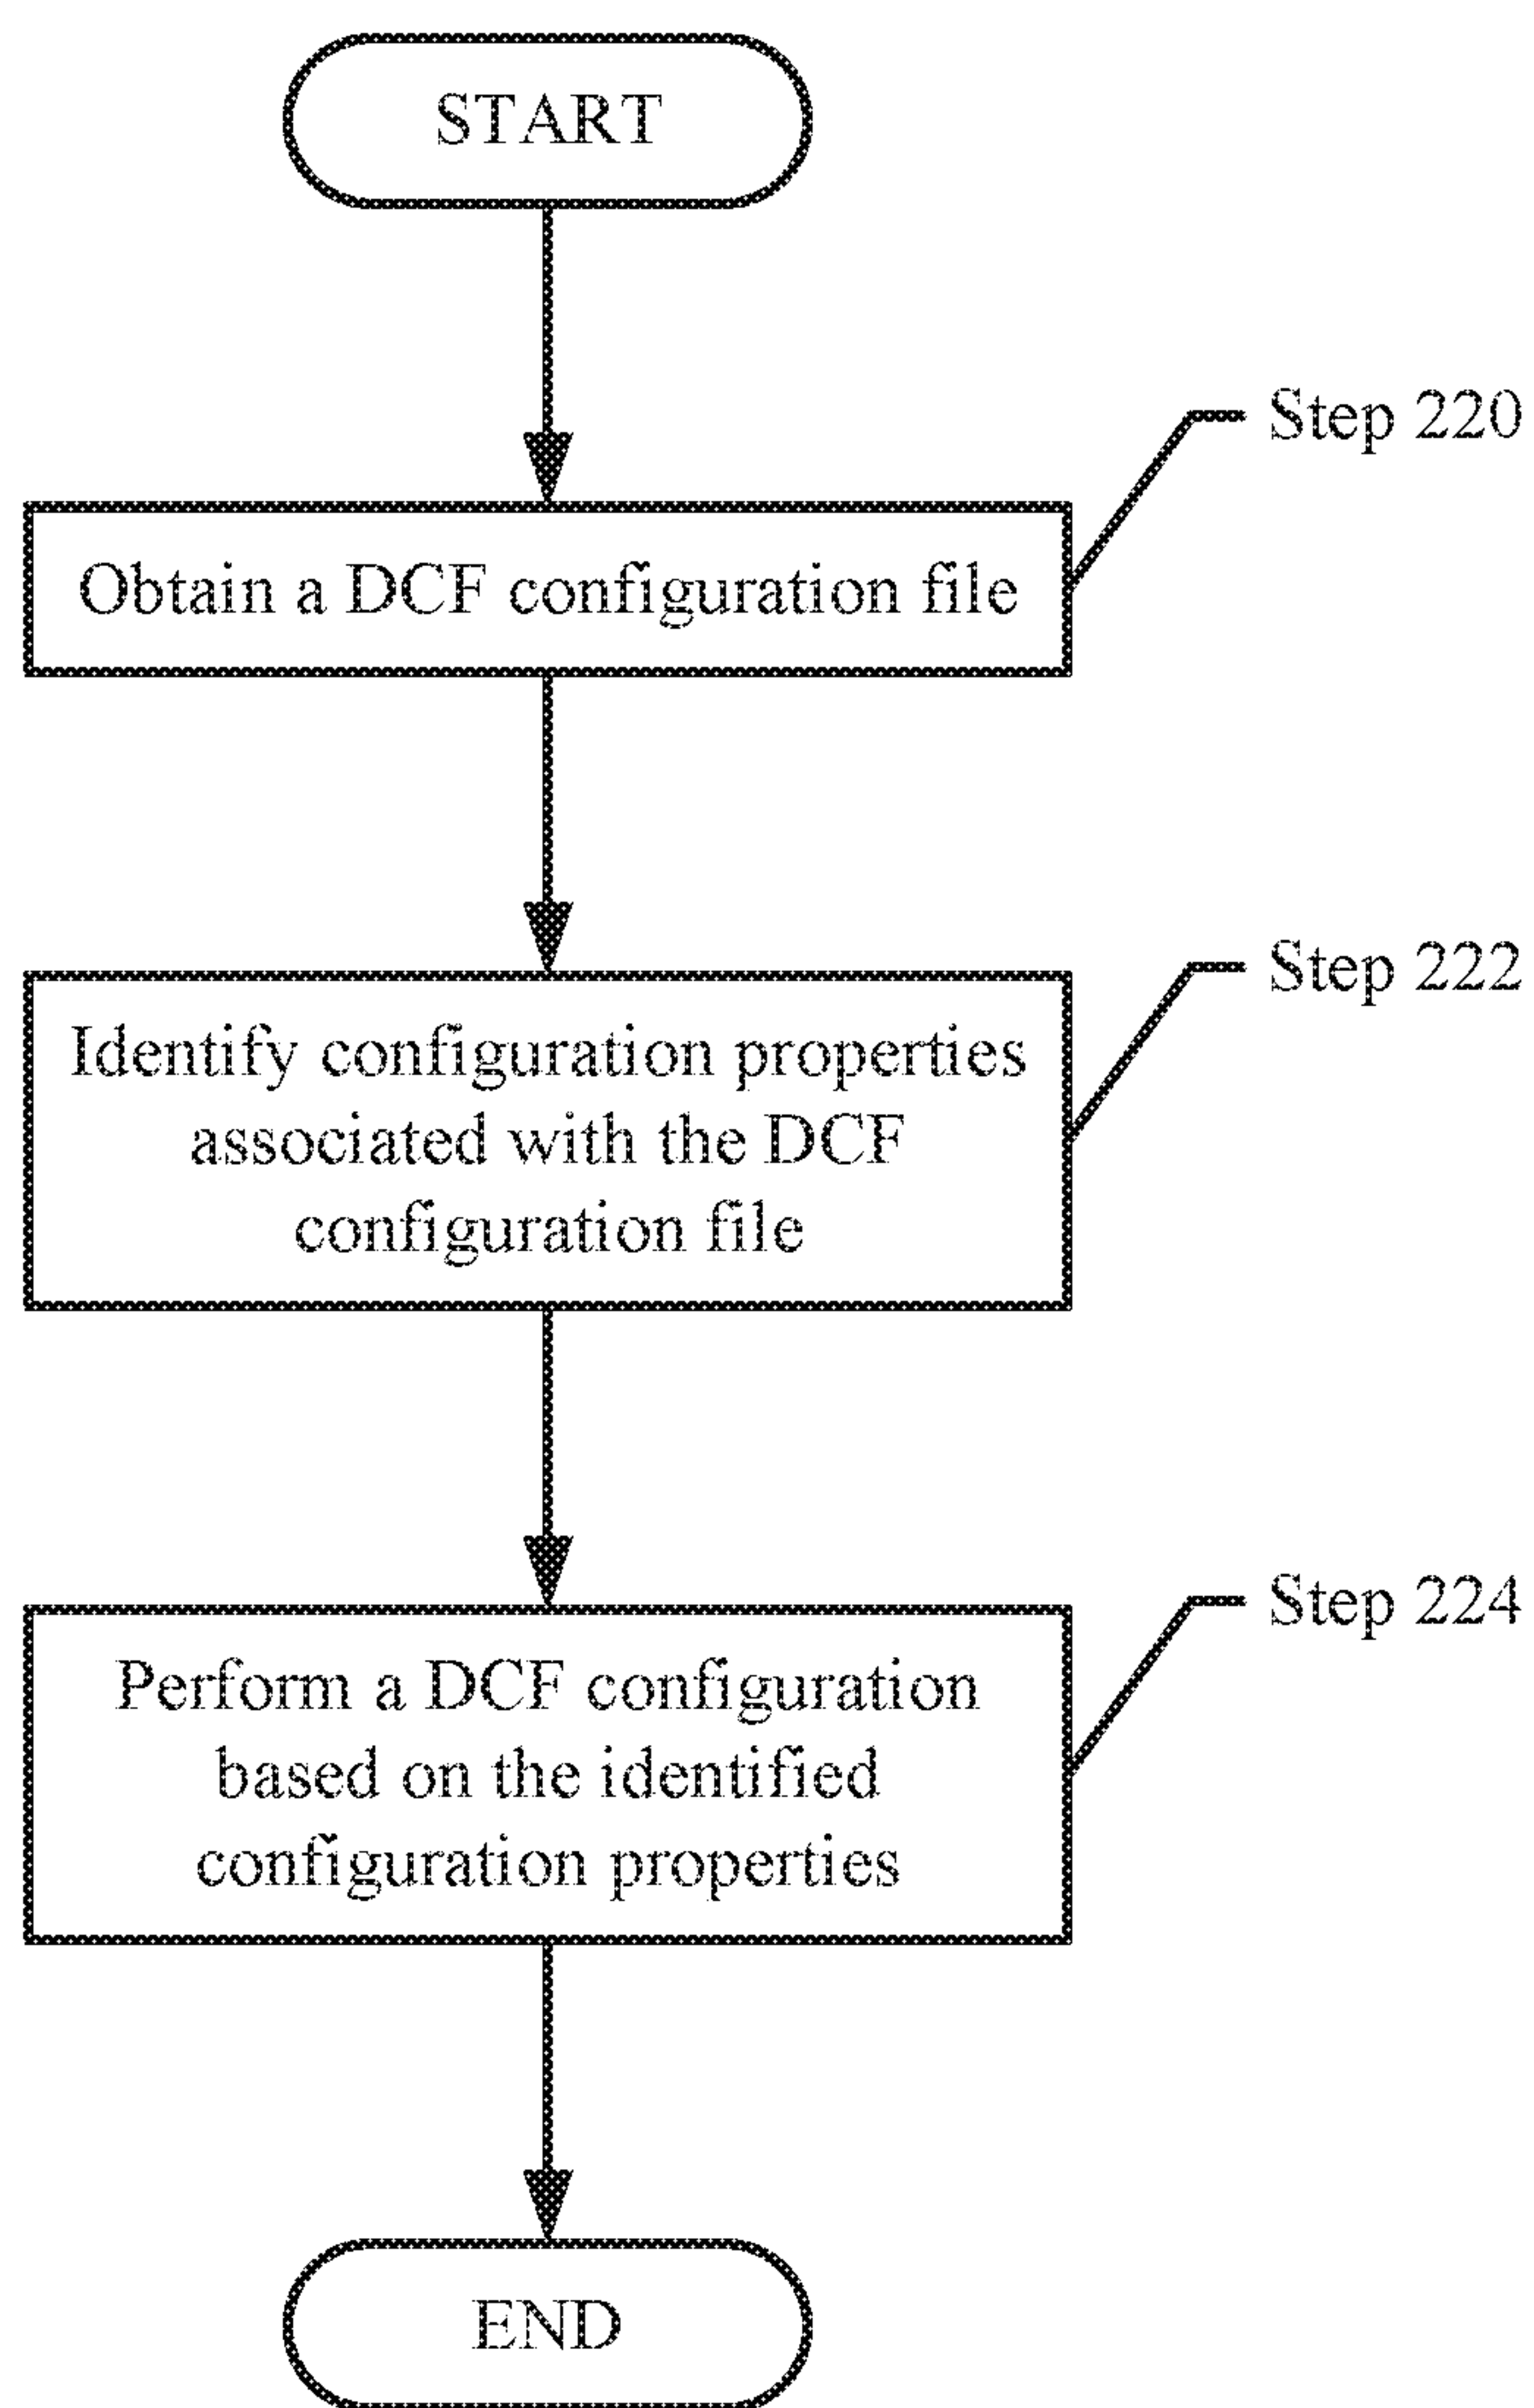 START
Step 220
Obtain a DCF configuration file
Step 222
Identify configuration properties
associated with the DCF
configuration file
Step 224
Perform a DCF configuration
based on the identified
configuration properties
END